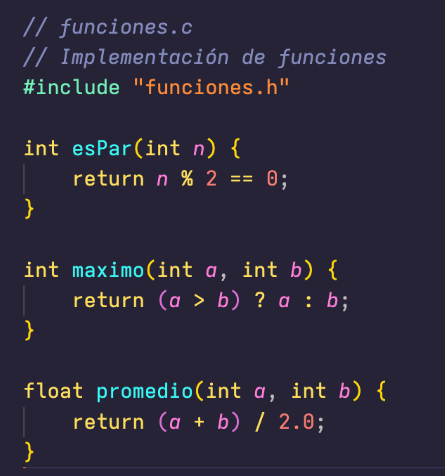 // funciones.c
// Implementación de funciones
#include "funciones.h"
int esPar(int n) {
    return n % 2 == 0;
}
int maximo(int a, int b) {
    return (a > b) ? a : b;
}
float promedio(int a, int b) {
    return (a + b) / 2.0;
}